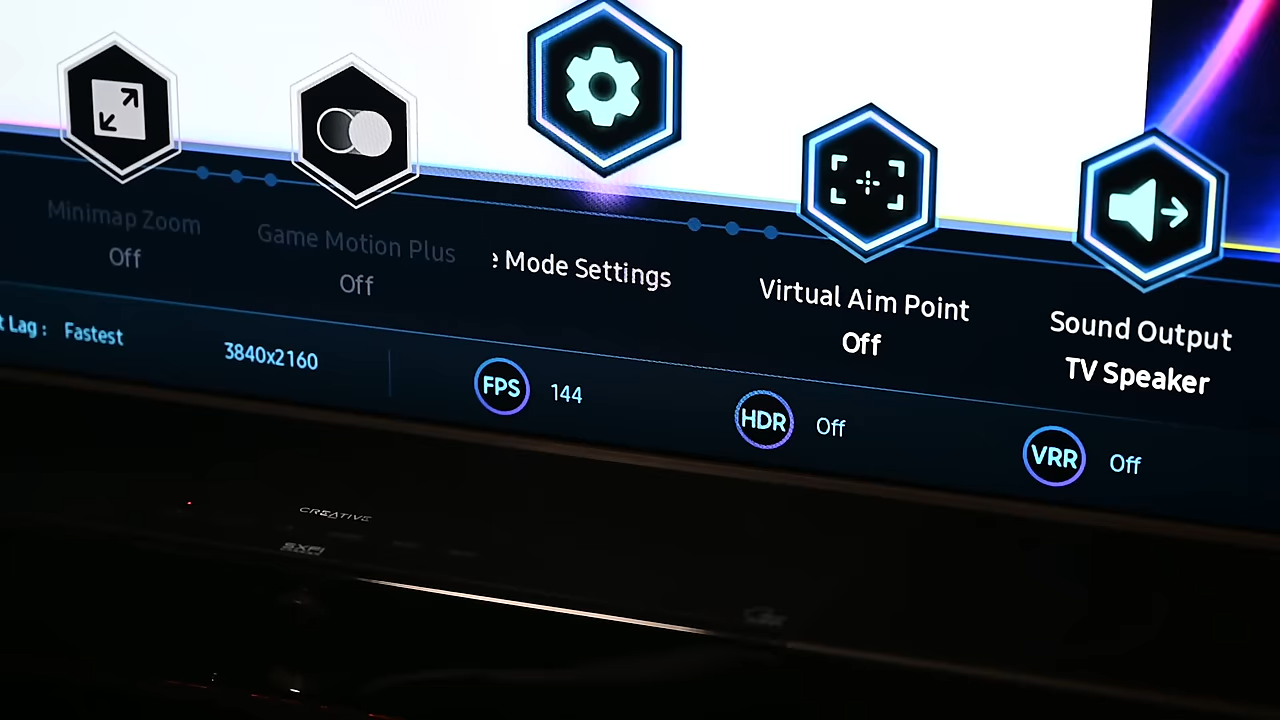 Minimap Zoom
Off
Game Motion Plus
Off
Mode Settings
Virtual Aim Point
Off
Sound Output
TV Speaker
Lag : Fastest
3840x2160
FPS 144
HDR Off
VRR Off
CREATIVE
SXFI